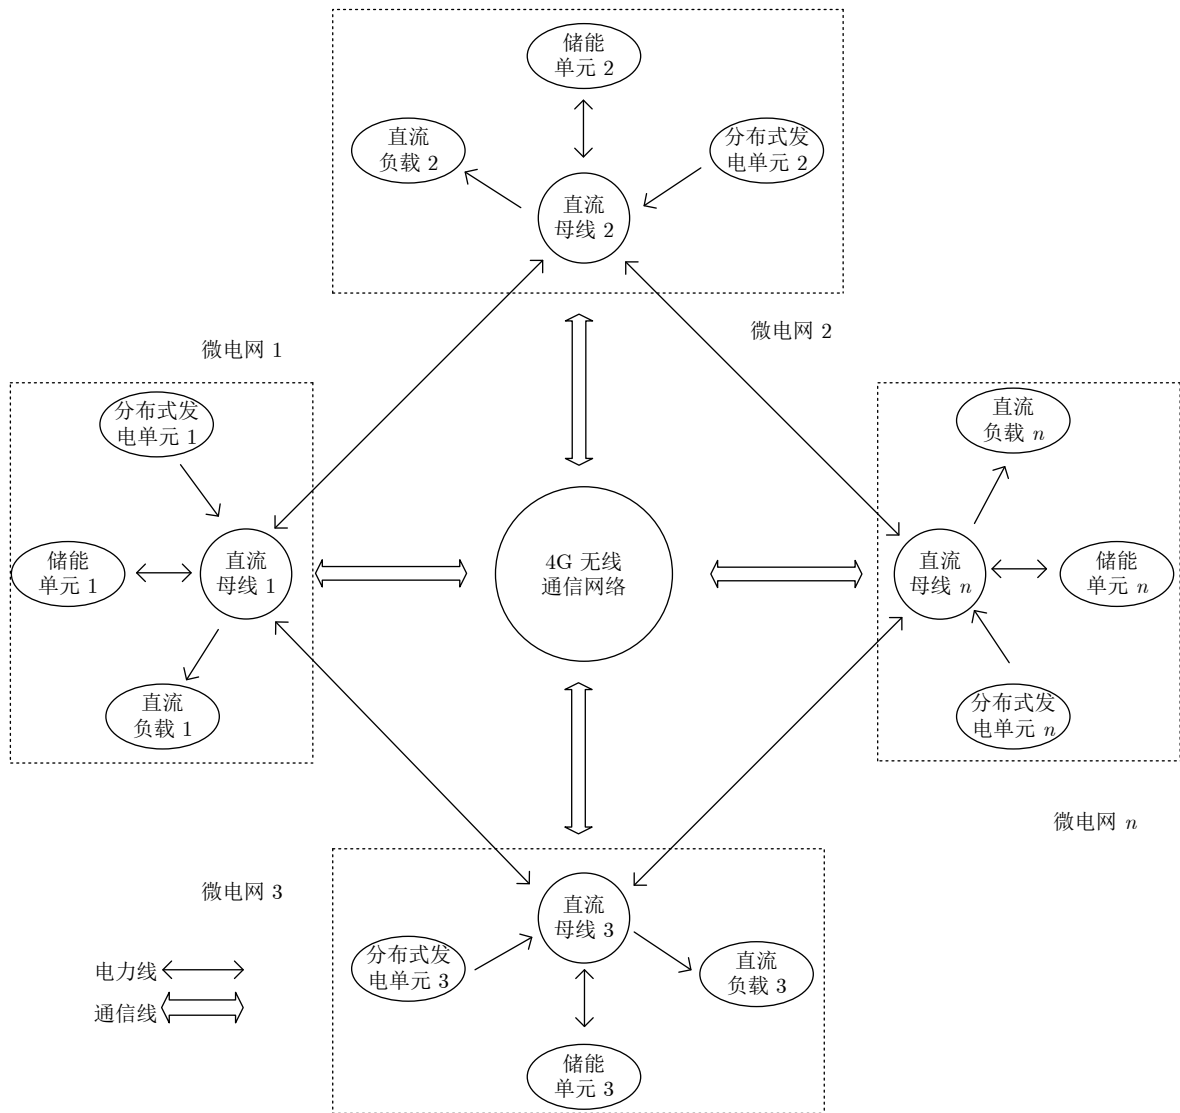 储能
单元 2
直流
负载 2
分布式发
电单元 2
直流
母线 2
微电网 1
微电网 2
分布式发
电单元 1
储能
单元 1
直流
母线 1
直流
负载 1
4G 无线
通信网络
直流
负载 n
直流
母线 n
储能
单元 n
分布式发
电单元 n
微电网 n
微电网 3
直流
母线 3
分布式发
电单元 3
直流
负载 3
储能
单元 3
电力线
通信线